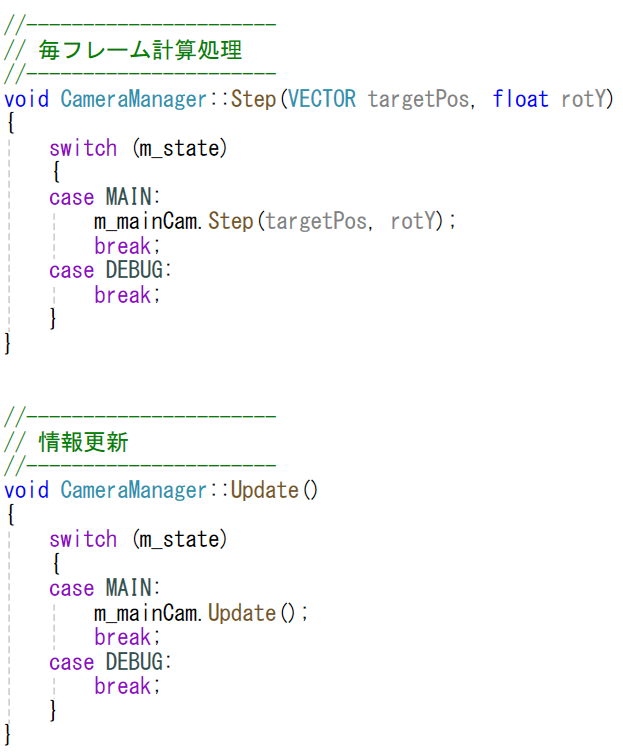 //----------------------
// 毎フレーム計算処理
//----------------------
void CameraManager::Step(VECTOR targetPos, float rotY)
{
    switch (m_state)
    {
    case MAIN:
        m_mainCam.Step(targetPos, rotY);
        break;
    case DEBUG:
        break;
    }
}
//----------------------
// 情報更新
//----------------------
void CameraManager::Update()
{
    switch (m_state)
    {
    case MAIN:
        m_mainCam.Update();
        break;
    case DEBUG:
        break;
    }
}